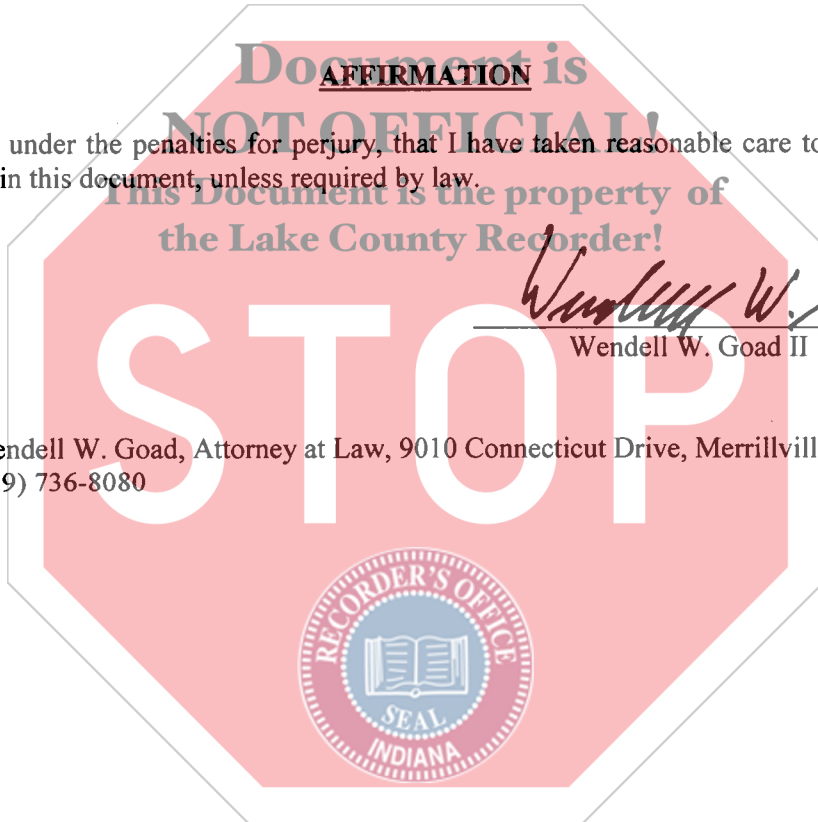 Document is
AFFIRMATION
NOT OFFICIAL!
under the penalties for perjury, that I have taken reasonable care to
in this document, unless required by law.
This Document is the property of
the Lake County Recorder!
Wendell W.
Wendell W. Goad II
STOP
endell W. Goad, Attorney at Law, 9010 Connecticut Drive, Merrillvill
9) 736-8080
RECORDER'S OFFICE
SEAL
INDIANA